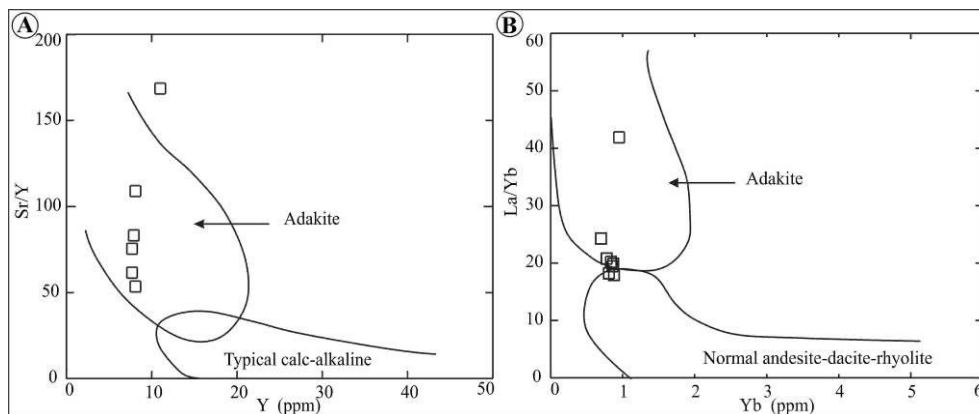 A
200
150
100
50
0
Sr/Y
Adakite
Typical calc-alkaline
0 10 20 30 40 50
Y (ppm)
B
60
50
40
30
20
10
0
La/Yb
Adakite
Normal andesite-dacite-rhyolite
0 1 2 3 4 5 6
Yb (ppm)